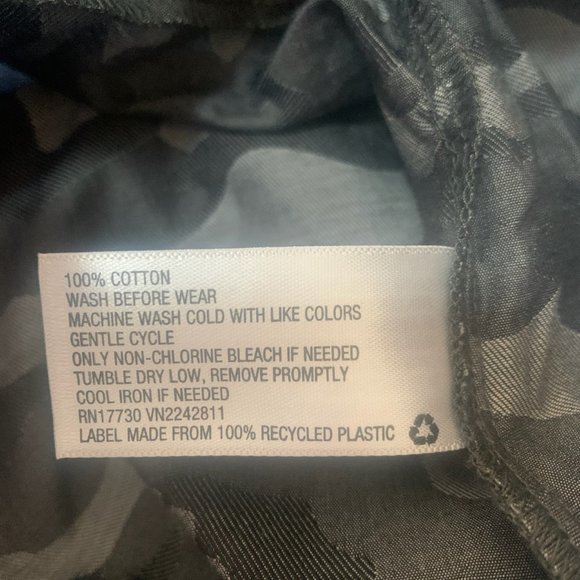 100% COTTON
WASH BEFORE WEAR
MACHINE WASH COLD WITH LIKE COLORS
GENTLE CYCLE
ONLY NON-CHLORINE BLEACH IF NEEDED
TUMBLE DRY LOW, REMOVE PROMPTLY
COOL IRON IF NEEDED
RN17730 VN2242811
LABEL MADE FROM 100% RECYCLED PLASTIC